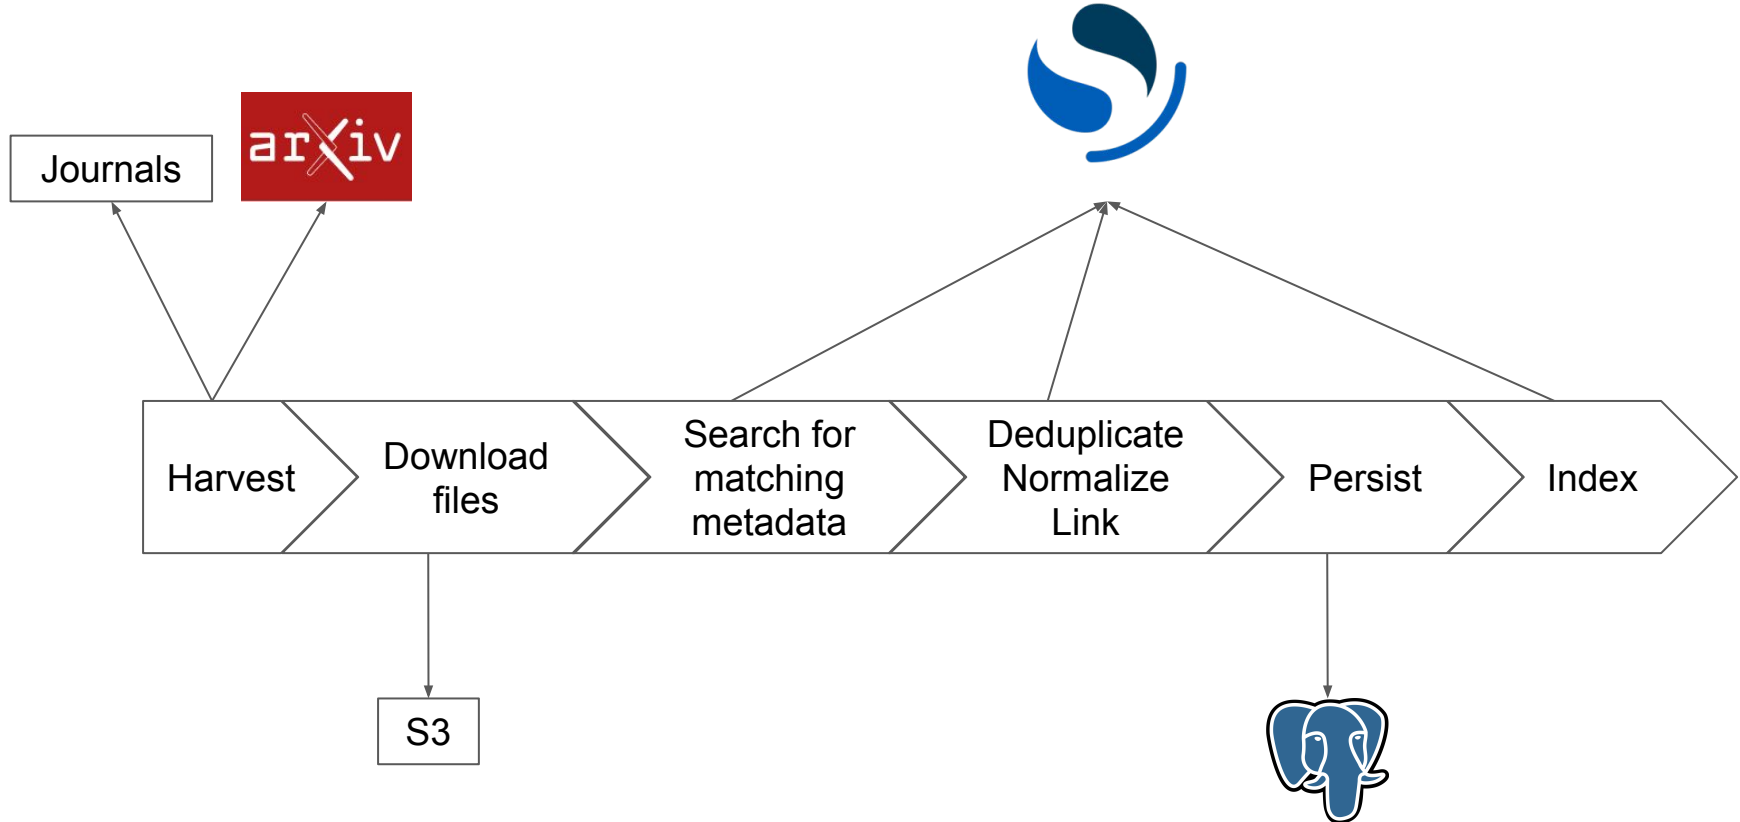 Journals
arXiv
Harvest
Download
files
Search for
matching
metadata
Deduplicate
Normalize
Link
Persist
Index
S3